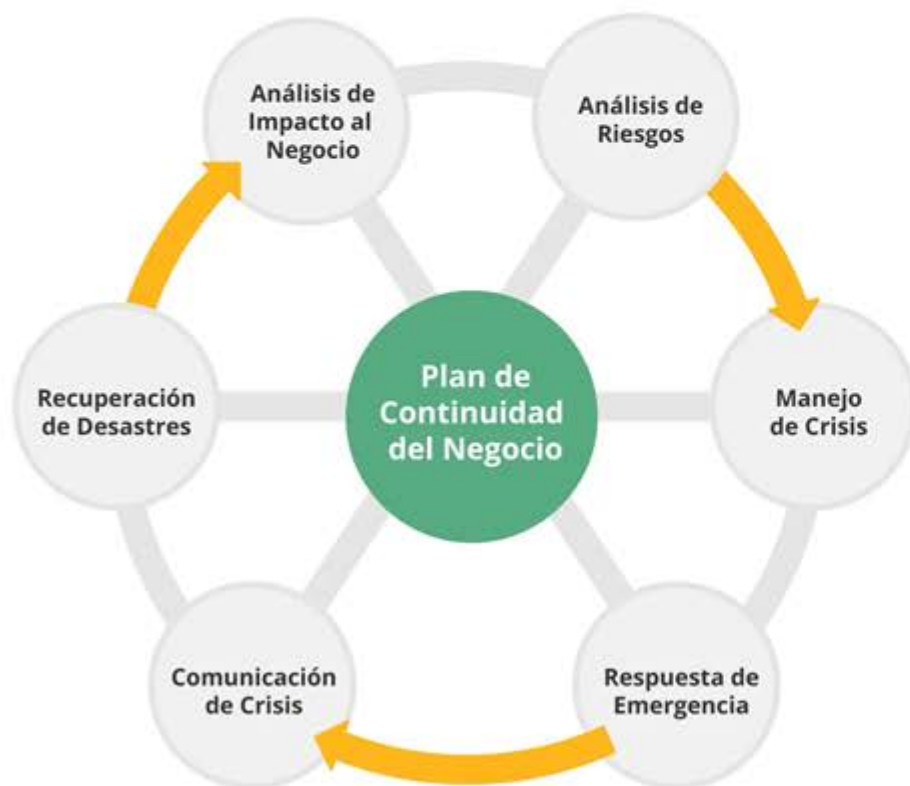 Análisis de
Impacto al
Negocio
Análisis de
Riesgos
Plan de
Continuidad
del Negocio
Recuperación
de Desastres
Manejo
de Crisis
Comunicación
de Crisis
Respuesta de
Emergencia